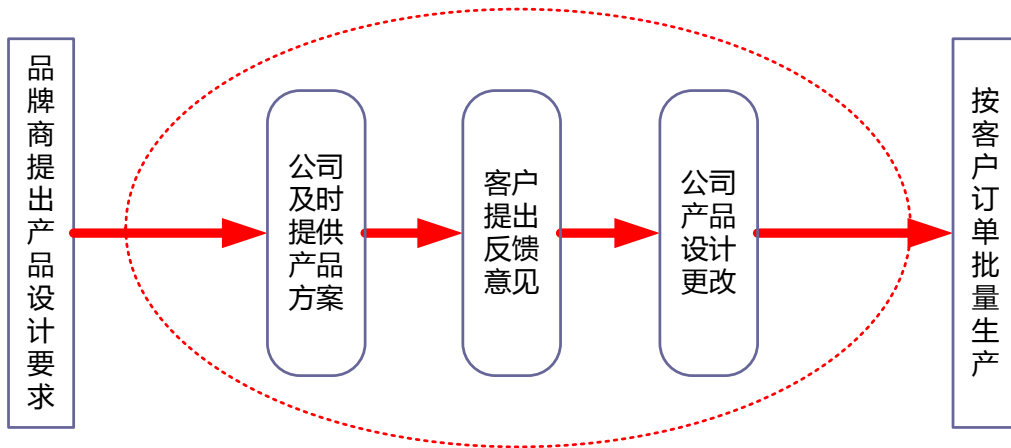 品牌商提出产品设计要求
公司
及时
提供
产品
方案
客户
提出
反馈
意见
公司
产品
设计
更改
按客户订单批量生产